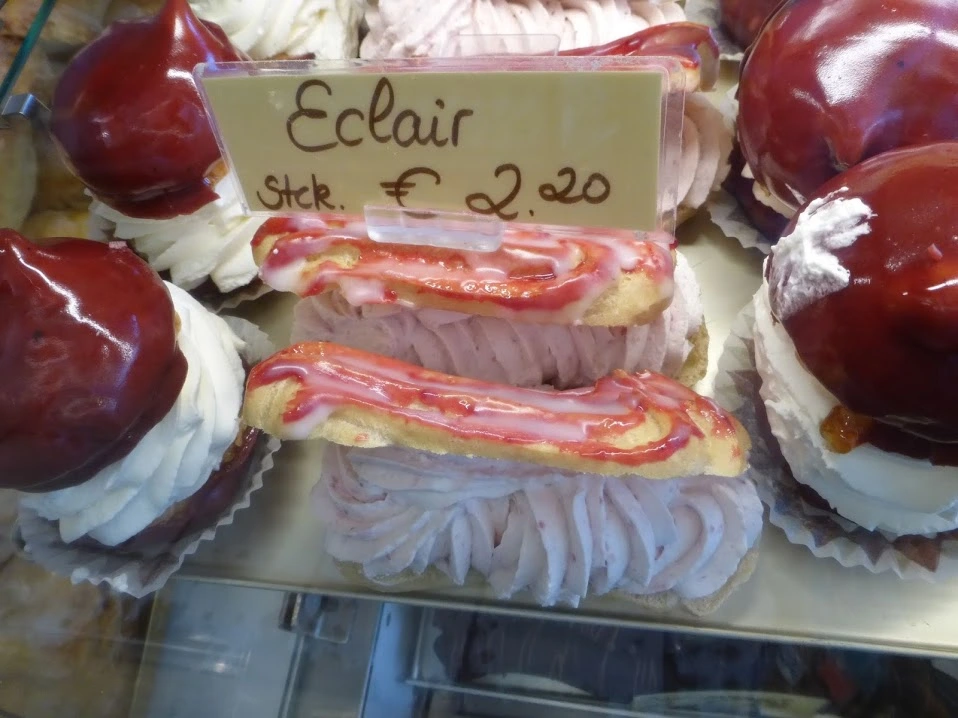 Eclair
Stck. € 2.20